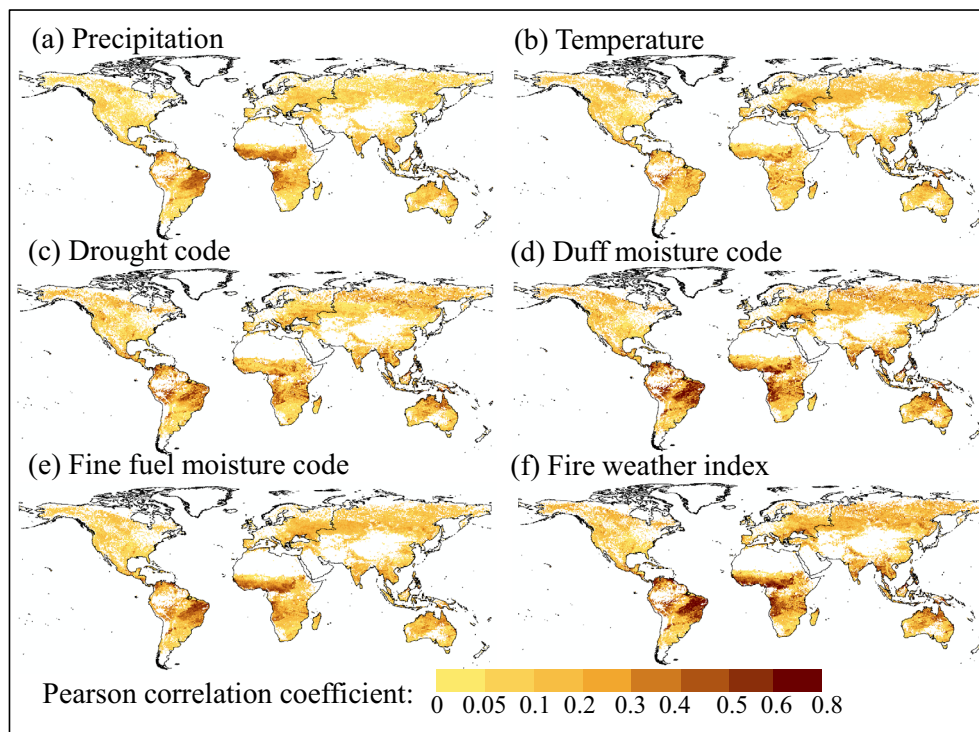 (a) Precipitation
(b) Temperature
(c) Drought code
(d) Duff moisture code
(e) Fine fuel moisture code
(f) Fire weather index
Pearson correlation coefficient:
0 0.05 0.1 0.2 0.3 0.4 0.5 0.6 0.8